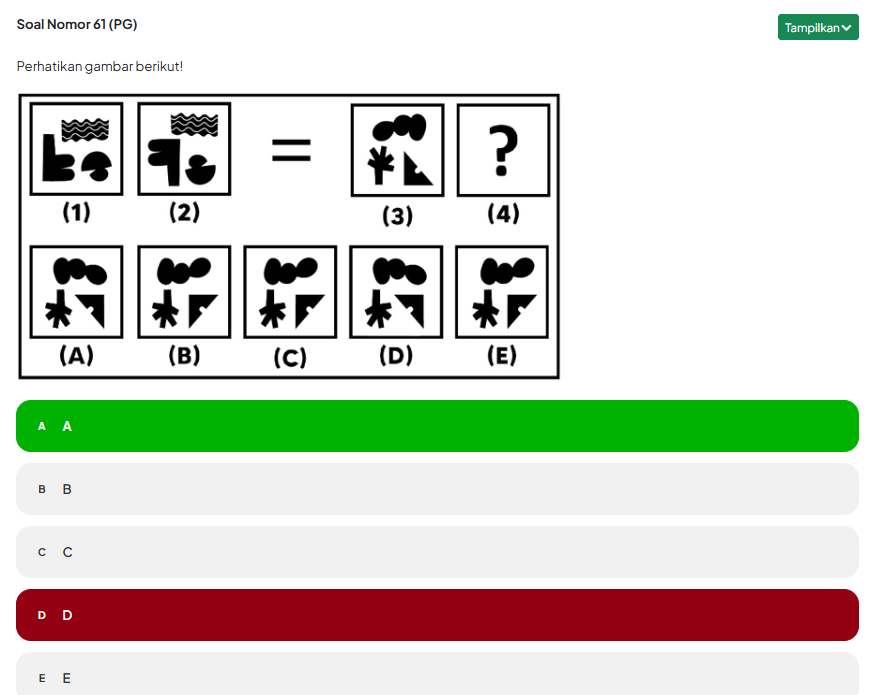 Soal Nomor 61 (PG)
Tampilkan
Perhatikan gambar berikut!
= ?
(1) (2) (3) (4)
(A) (B) (C) (D) (E)
A A
B B
C C
D D
E E